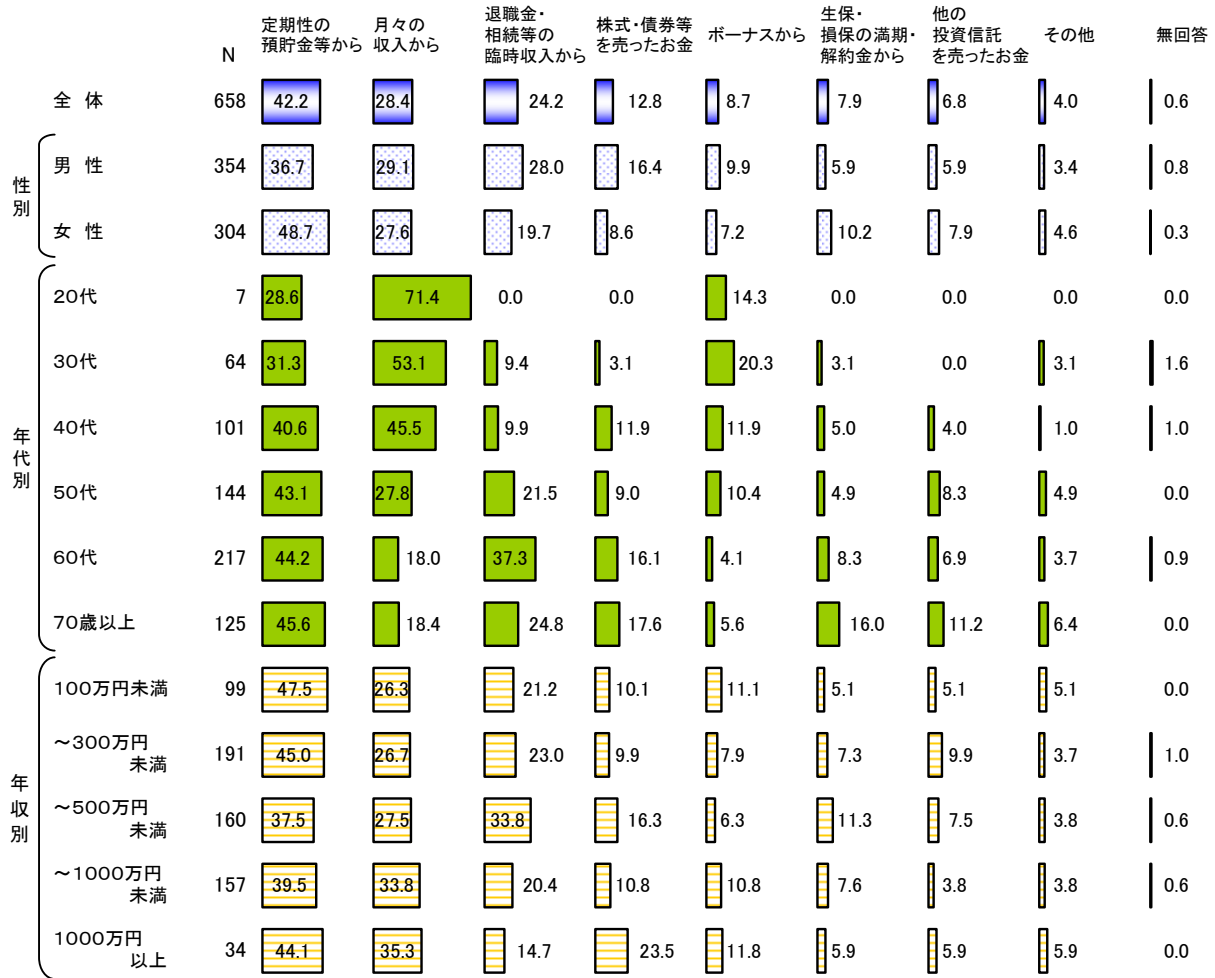 N
定期性の
預貯金等から
月々の
収入から
退職金・
相続等の
臨時収入から
株式・債券等
を売ったお金
ボーナスから
生保・
損保の満期・
解約金から
他の
投資信託
を売ったお金
その他
無回答
全 体 658 42.2 28.4 24.2 12.8 8.7 7.9 6.8 4.0 0.6
性別
男 性 354 36.7 29.1 28.0 16.4 9.9 5.9 5.9 3.4 0.8
女 性 304 48.7 27.6 19.7 8.6 7.2 10.2 7.9 4.6 0.3
年代別
20代 7 28.6 71.4 0.0 0.0 14.3 0.0 0.0 0.0 0.0
30代 64 31.3 53.1 9.4 3.1 20.3 3.1 0.0 3.1 1.6
40代 101 40.6 45.5 9.9 11.9 11.9 5.0 4.0 1.0 1.0
50代 144 43.1 27.8 21.5 9.0 10.4 4.9 8.3 4.9 0.0
60代 217 44.2 18.0 37.3 16.1 4.1 8.3 6.9 3.7 0.9
70歳以上 125 45.6 18.4 24.8 17.6 5.6 16.0 11.2 6.4 0.0
年収別
100万円未満 99 47.5 26.3 21.2 10.1 11.1 5.1 5.1 5.1 0.0
～300万円
未満 191 45.0 26.7 23.0 9.9 7.9 7.3 9.9 3.7 1.0
～500万円
未満 160 37.5 27.5 33.8 16.3 6.3 11.3 7.5 3.8 0.6
～1000万円
未満 157 39.5 33.8 20.4 10.8 10.8 7.6 3.8 3.8 0.6
1000万円
以上 34 44.1 35.3 14.7 23.5 11.8 5.9 5.9 5.9 0.0